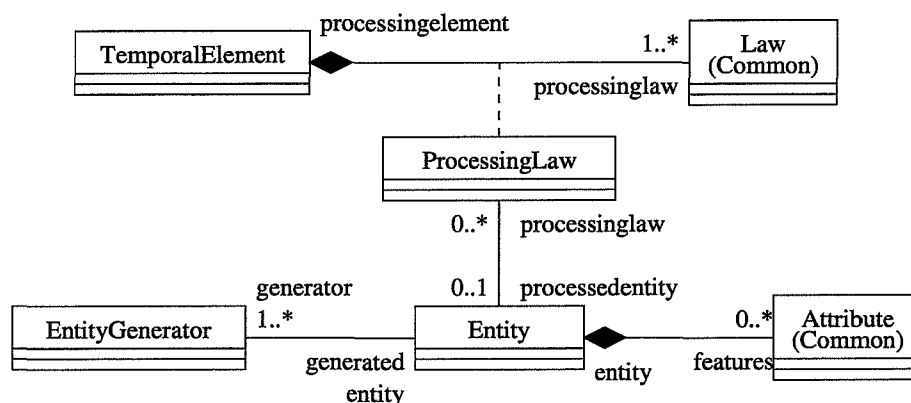 processingelement
TemporalElement
1..*
Law
(Common)
processinglaw
ProcessingLaw
0..*
processinglaw
0..1
processedentity
generator
EntityGenerator
1..*
generated
entity
Entity
entity
0..*
features
Attribute
(Common)